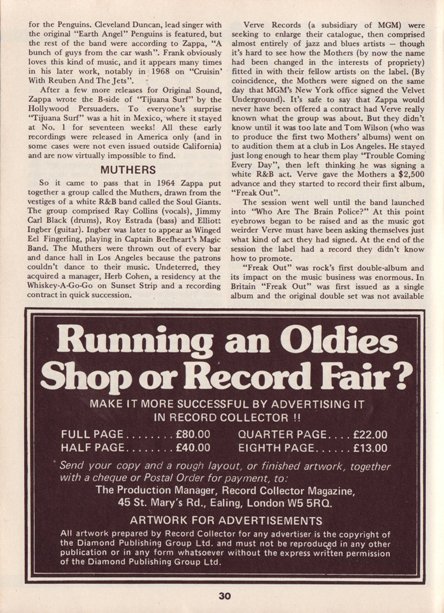 for the Penguins. Cleveland Duncan, lead singer with
the original "Earth Angel" Penguins is featured, but
the rest of the band were according to Zappa, "A
bunch of guys from the car wash". Frank obviously
loves this kind of music, and it appears many times
in his later work, notably in 1968 on "Cruisin'
With Reuben And The Jets".
After a few more releases for Original Sound,
Zappa wrote the B-side of "Tijuana Surf" by the
Hollywood Persuaders. To everyone's surprise
"Tijuana Surf" was a hit in Mexico, where it stayed
at No. 1 for seventeen weeks! All these early
recordings were released in America only (and in
some cases were not even issued outside California)
and are now virtually impossible to find.
MUTHERS
So it came to pass that in 1964 Zappa put
together a group called the Muthers, drawn from the
vestiges of a white R&B band called the Soul Giants.
The group comprised Ray Collins (vocals), Jimmy
Carl Black (drums), Roy Estrada (bass) and Elliott
Ingber (guitar). Ingber was later to appear as Winged
Eel Fingerling, playing in Captain Beefheart's Magic
Band. The Muthers were thrown out of every bar
and dance hall in Los Angeles because the patrons
couldn't dance to their music. Undeterred, they
acquired a manager, Herb Cohen, a residency at the
Whiskey-A-Go-Go on Sunset Strip and a recording
contract in quick succession.
Verve Records (a subsidiary of MGM) were
seeking to enlarge their catalogue, then comprised
almost entirely of jazz and blues artists – though
it's hard to see how the Mothers (by now the name
had been changed in the interests of propriety)
fitted in with their fellow artists on the label. (By
coincidence, the Mothers were signed on the same
day that MGM's New York office signed the Velvet
Underground). It's safe to say that Zappa would
never have been offered a contract had Verve really
known what the group was about. But they didn't
know until it was too late and Tom Wilson (who was
to produce the first two Mothers' albums) went on
to audition them at a club in Los Angeles. He stayed
just long enough to hear them play "Trouble Coming
Every Day", then left thinking he was signing a
white R&B act. Verve gave the Mothers a $2,500
advance and they started to record their first album,
"Freak Out".
The session went well until the band launched
into "Who Are The Brain Police?" At this point
eyebrows began to be raised and as the music got
weirder Verve must have been asking themselves just
what kind of act they had signed. At the end of the
session the label had a record they didn't know
how to promote.
"Freak Out" was rock's first double-album and
its impact on the music business was enormous. In
Britain "Freak Out" was first issued as a single
album and the original double set was not available
Running an Oldies
Shop or Record Fair?
MAKE IT MORE SUCCESSFUL BY ADVERTISING IT
IN RECORD COLLECTOR !!
FULL PAGE........£80.00 QUARTER PAGE....£22.00
HALF PAGE........£40.00 EIGHTH PAGE......£13.00
Send your copy and a rough layout, or finished artwork, together
with a cheque or Postal Order for payment, to:
The Production Manager, Record Collector Magazine,
45 St. Mary's Rd., Ealing, London W5 5RQ.
ARTWORK FOR ADVERTISEMENTS
All artwork prepared by Record Collector for any advertiser is the copyright of
the Diamond Publishing Group Ltd. and must not be reproduced in any other
publication or in any form whatsoever without the express written permission
of the Diamond Publishing Group Ltd.
30